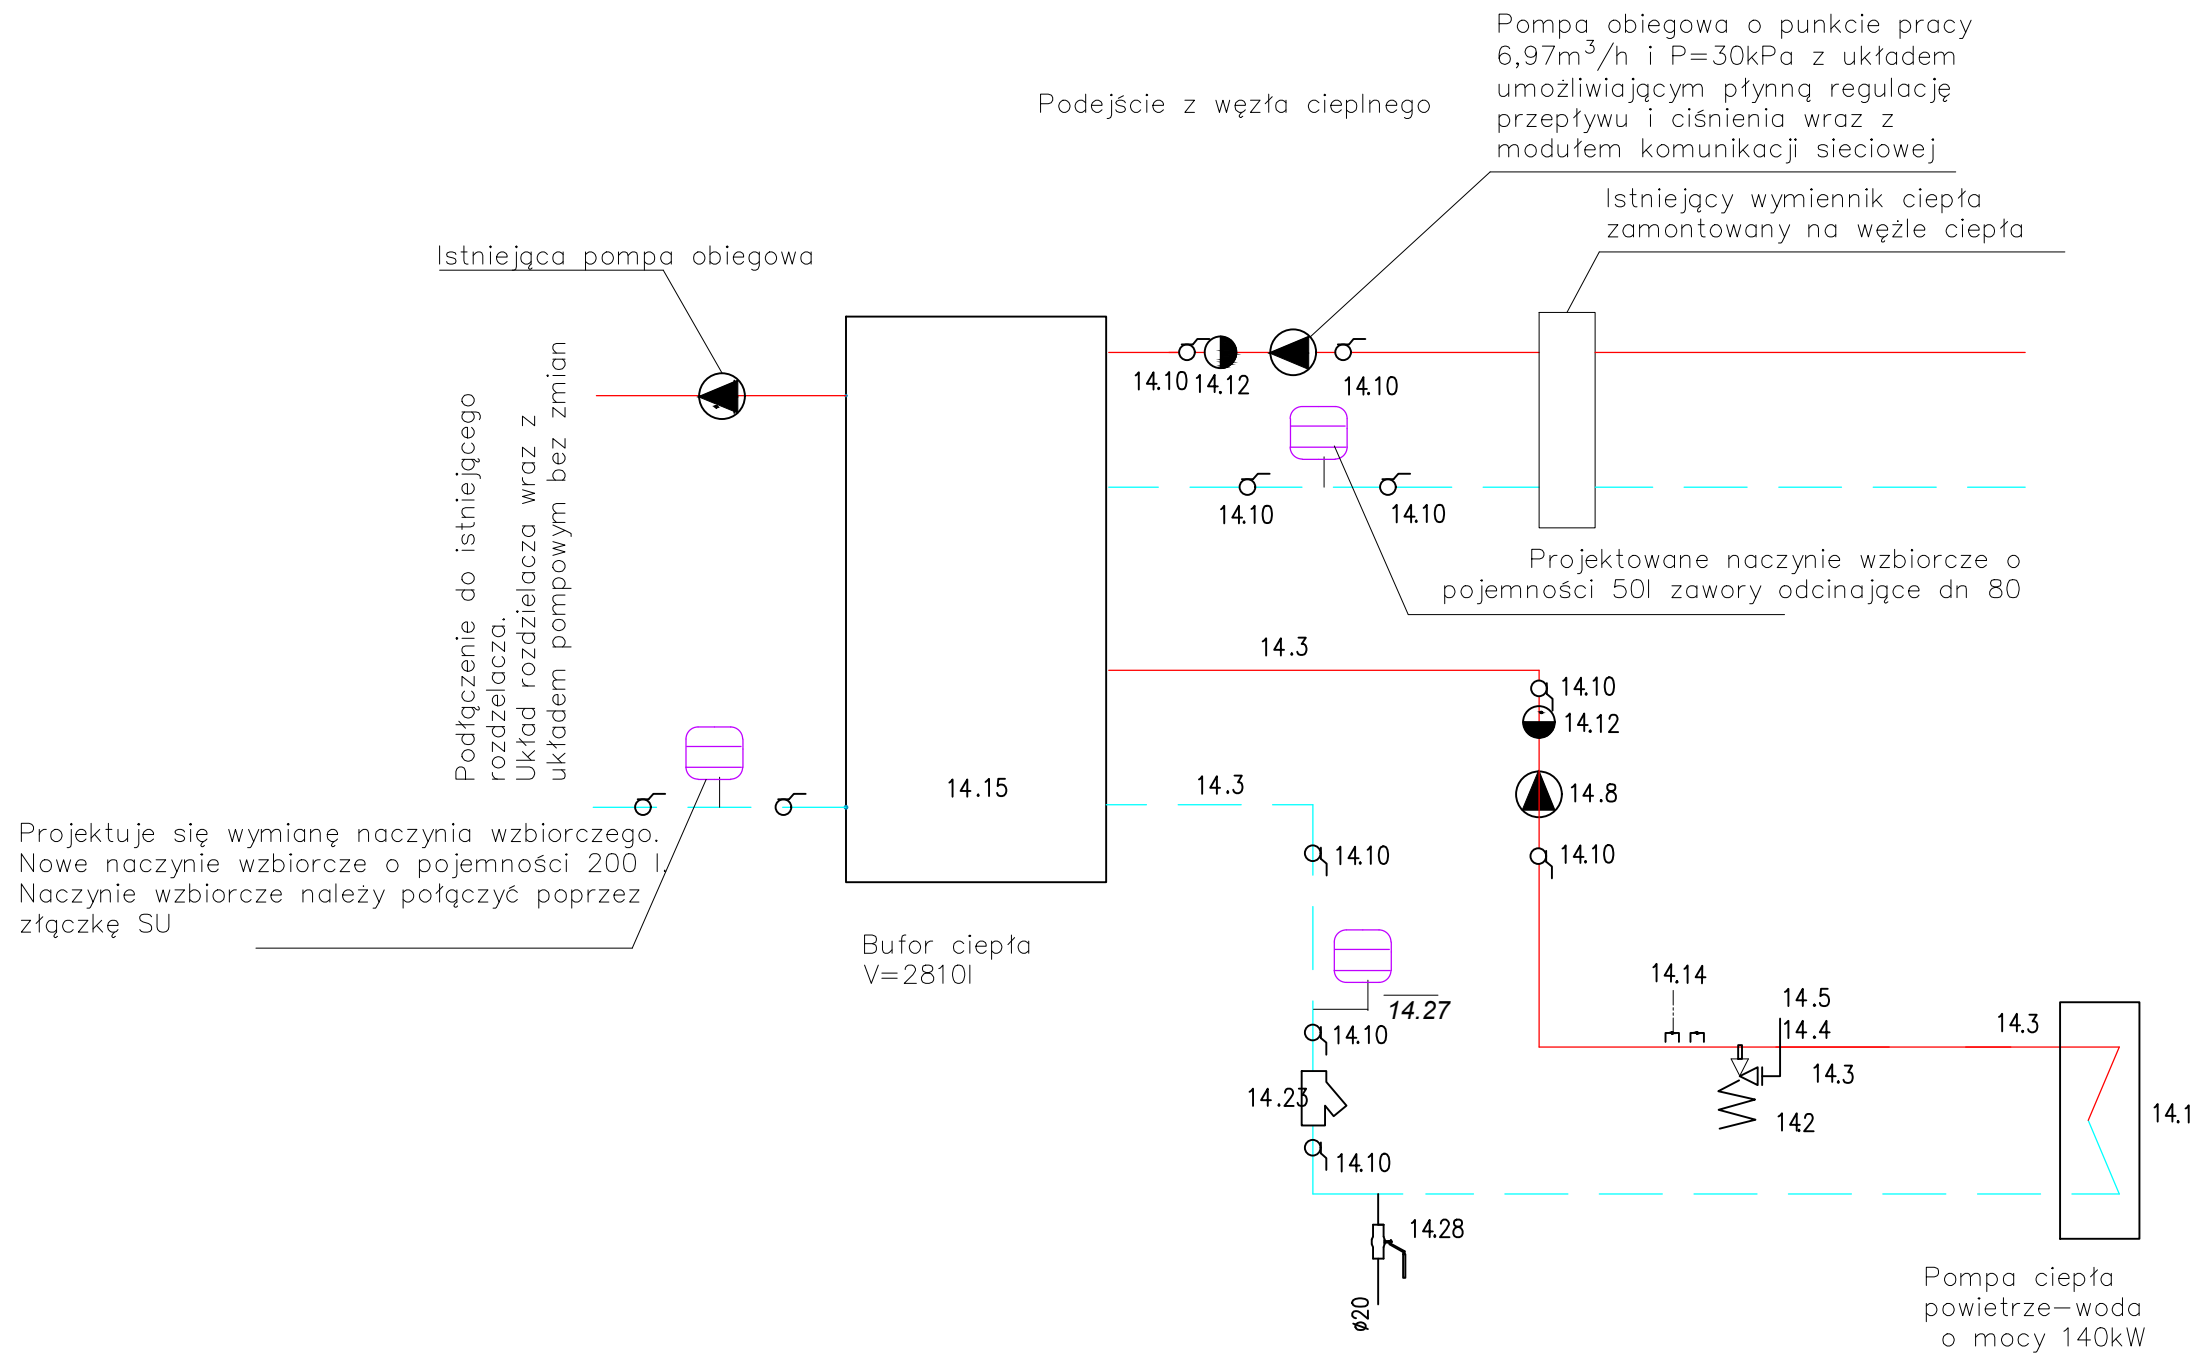 Pompa obiegowa o punkcie pracy
6,97m³/h i P=30kPa z układem
umożliwiającym płynną regulację
przepływu i ciśnienia wraz z
modułem komunikacji sieciowej
Podejście z węzła cieplnego
Istniejący wymiennik ciepła
zamontowany na węźle ciepła
Istniejąca pompa obiegowa
Podłączenie do istniejącego
rozdzelacza.
Układ rozdzielacza wraz z
układem pompowym bez zmian
14.10
14.12
14.10
14.10
14.10
Projektowane naczynie wzbiorcze o
pojemności 50l zawory odcinające dn 80
14.3
14.10
14.12
14.15
14.3
14.8
Projektuje się wymianę naczynia wzbiorczego.
Nowe naczynie wzbiorcze o pojemności 200 l.
Naczynie wzbiorcze należy połączyć poprzez
złączkę SU
14.10
14.10
Bufor ciepła
V=2810l
14.27
14.14
14.5
14.4
14.3
14.10
14.3
14.23
14.2
14.1
14.10
14.28
ø20
Pompa ciepła
powietrze-woda
o mocy 140kW